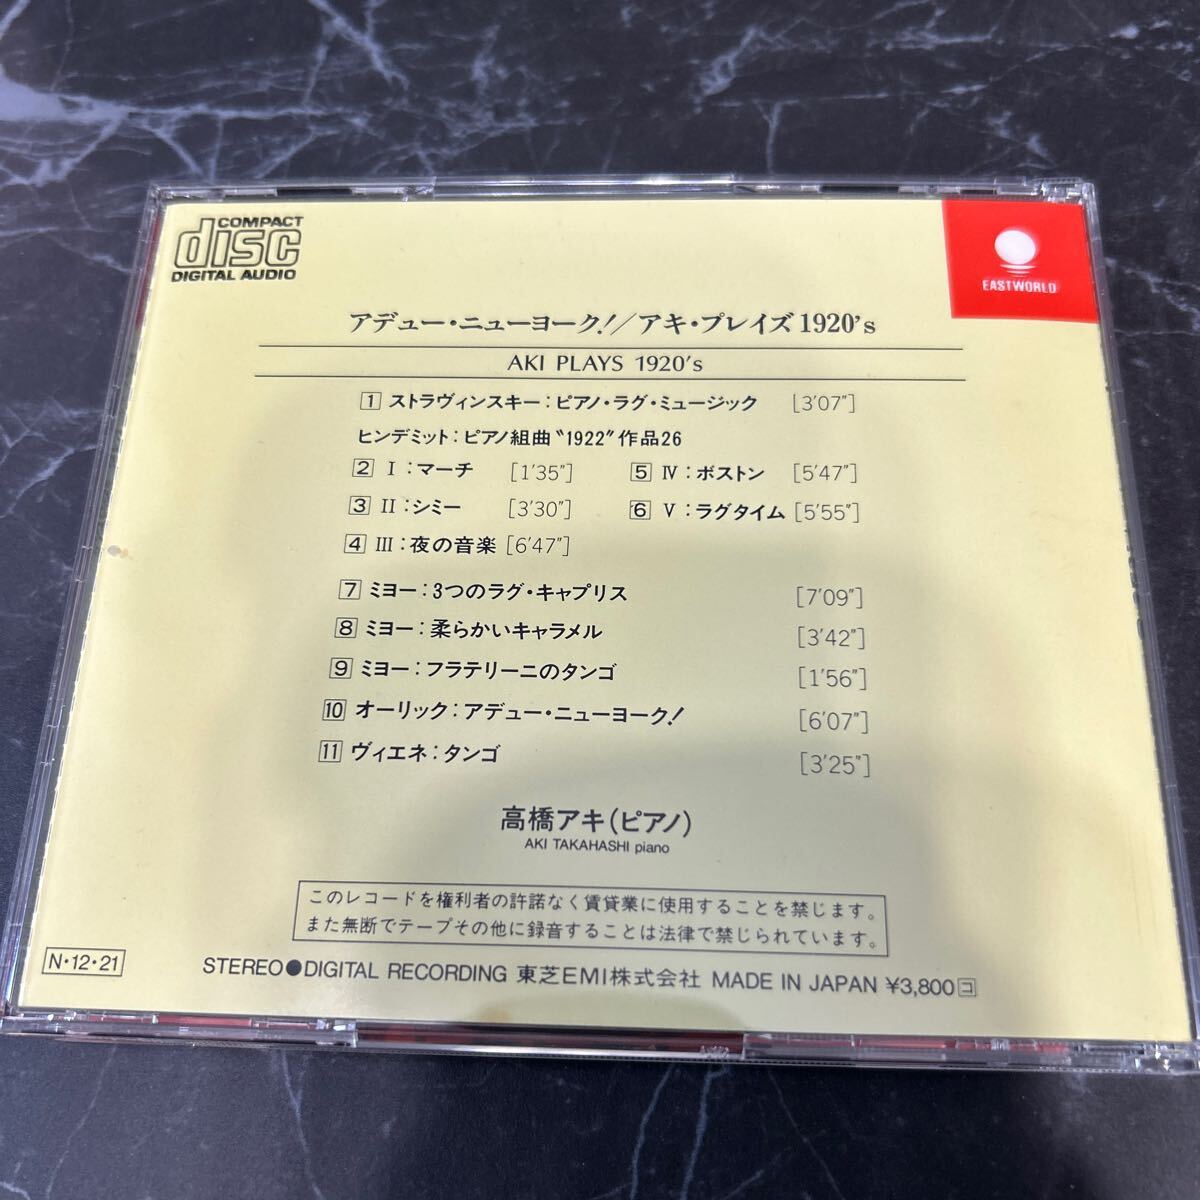 COMPACT
disc
DIGITAL AUDIO
EASTWORLD
アデュー・ニューヨーク!/アキ・プレイズ1920's
AKI PLAYS 1920's
1 ストラヴィンスキー:ピアノ・ラグ・ミュージック [3'07"]
ヒンデミット:ピアノ組曲“1922”作品26
2 I:マーチ [1'35"] 5 IV:ボストン [5'47"]
3 II:シミー [3'30"] 6 V:ラグタイム [5'55"]
4 III:夜の音楽 [6'47"]
7 ミヨー:3つのラグ・キャプリス [7'09"]
8 ミヨー:柔らかいキャラメル [3'42"]
9 ミヨー:フラテリーニのタンゴ [1'56"]
10 オーリック:アデュー・ニューヨーク! [6'07"]
11 ヴィエネ:タンゴ [3'25"]
高橋アキ(ピアノ)
AKI TAKAHASHI piano
このレコードを権利者の許諾なく賃貸業に使用することを禁じます。
また無断でテープその他に録音することは法律で禁じられています。
N・12・21
STEREO●DIGITAL RECORDING 東芝EMI株式会社 MADE IN JAPAN ¥3,800コ